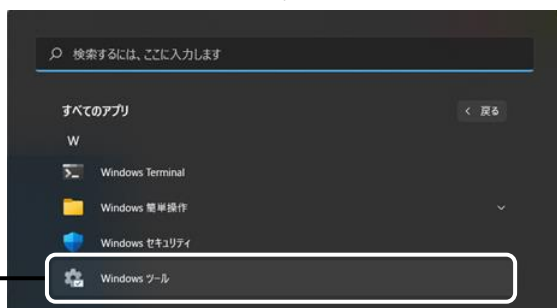 検索するには、ここに入力します
すべてのアプリ
< 戻る
W
Windows Terminal
Windows 簡単操作
Windows セキュリティ
Windows ツール